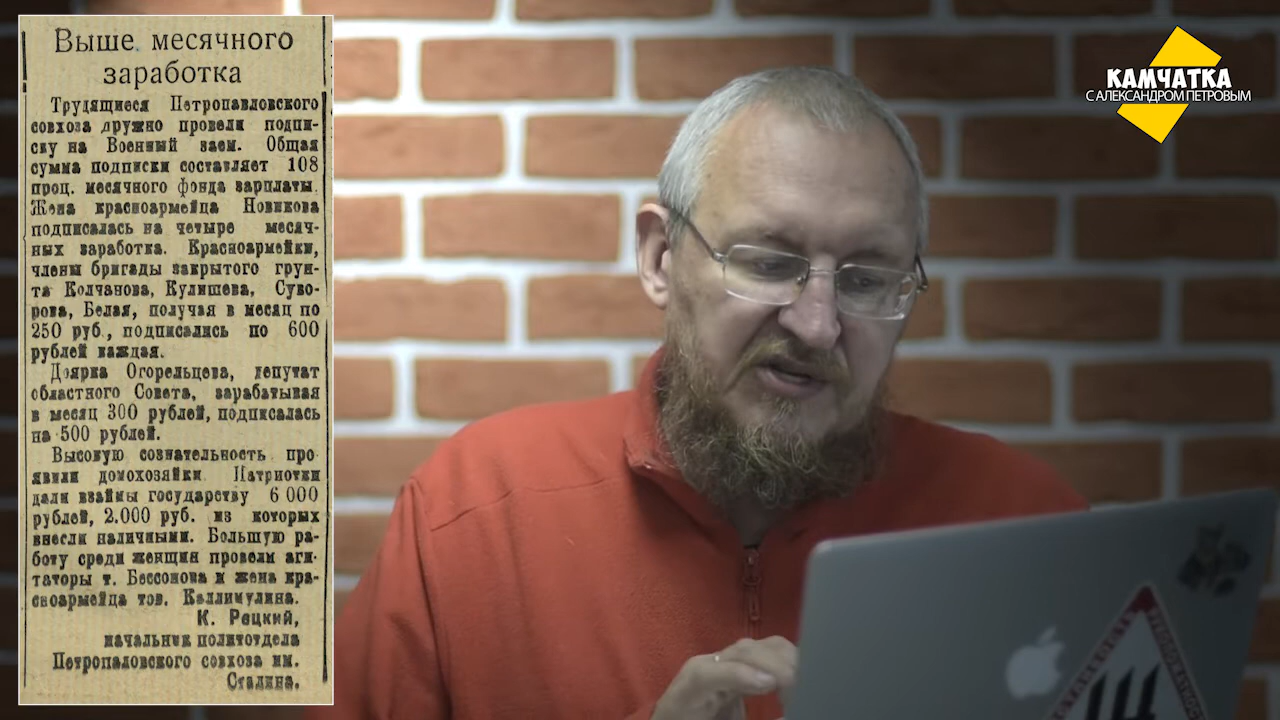 Выше месячного
заработка
Трудящиеся Петропавловского
совхоза дружно провели подпи-
ску на Военный заем. Общая
сумма подписки составляет 108
проц. месячного фонда зарплаты.
Жена красноармейца Новикова
подписалась на четыре месяч-
ных заработка. Красноармейки,
члены бригады закрытого грун-
та Колчанова, Кулишева, Суво-
рова, Белая, получая в месяц по
250 руб., подписались по 600
рублей каждая.
Доярка Огорельцева, депутат
областного Совета, зарабатывая
в месяц 300 рублей, подписалась
на 500 рублей.
Высокую сознательность про
явили домохозяйки. Патриотки
дали взаймы государству 6 000
рублей, 2.000 руб. из которых
внесли наличными. Большую ра-
боту среди женщин провели аги-
таторы т. Бессонова и жена кра-
сноармейца тов. Каллимулина.
К. Рецкий,
начальник политотдела
Петропаловского совхоза им.
Сталина.
КАМЧАТКА
С АЛЕКСАНДРОМ ПЕТРОВЫМ